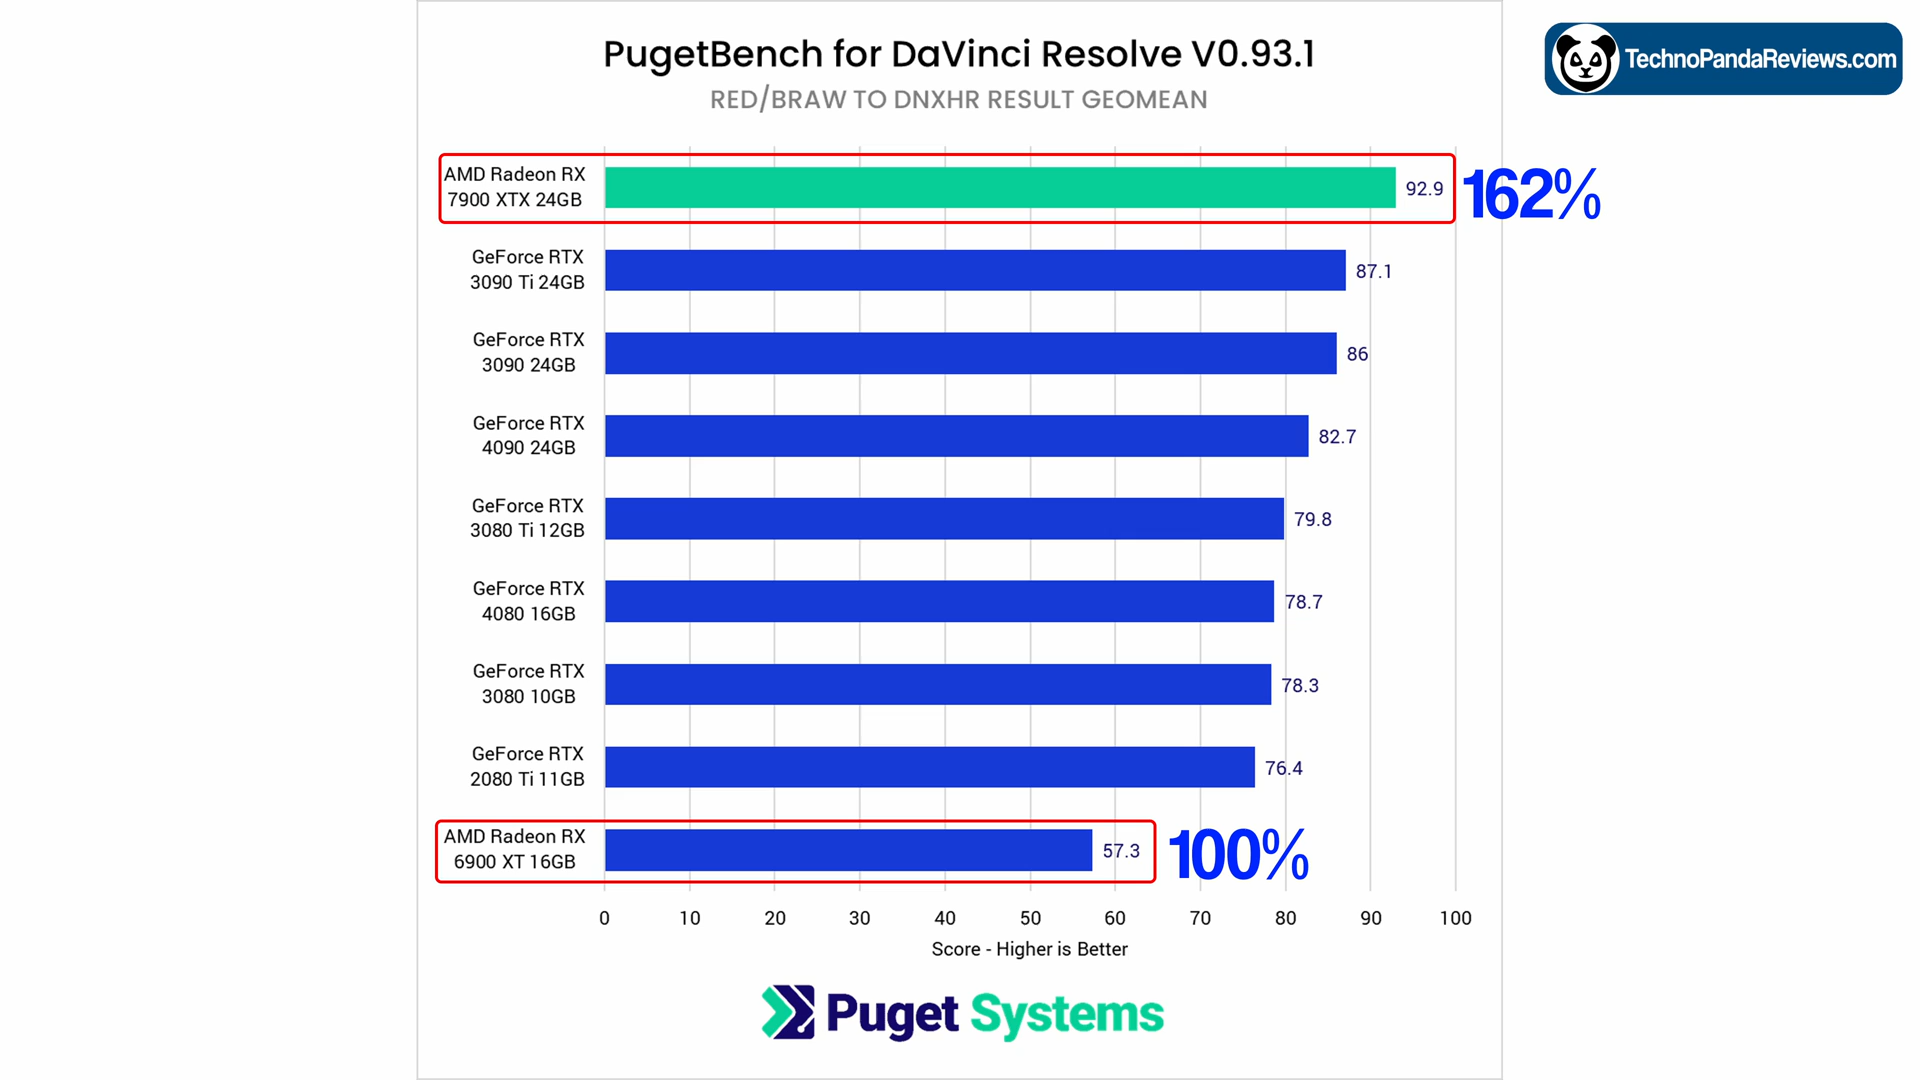 PugetBench for DaVinci Resolve V0.93.1
RED/BRAW TO DNXHR RESULT GEOMEAN
TechnoPandaReviews.com
AMD Radeon RX
7900 XTX 24GB
92.9
162%
GeForce RTX
3090 Ti 24GB
87.1
GeForce RTX
3090 24GB
86
GeForce RTX
4090 24GB
82.7
GeForce RTX
3080 Ti 12GB
79.8
GeForce RTX
4080 16GB
78.7
GeForce RTX
3080 10GB
78.3
GeForce RTX
2080 Ti 11GB
76.4
AMD Radeon RX
6900 XT 16GB
57.3
100%
0 10 20 30 40 50 60 70 80 90 100
Score - Higher is Better
Puget Systems